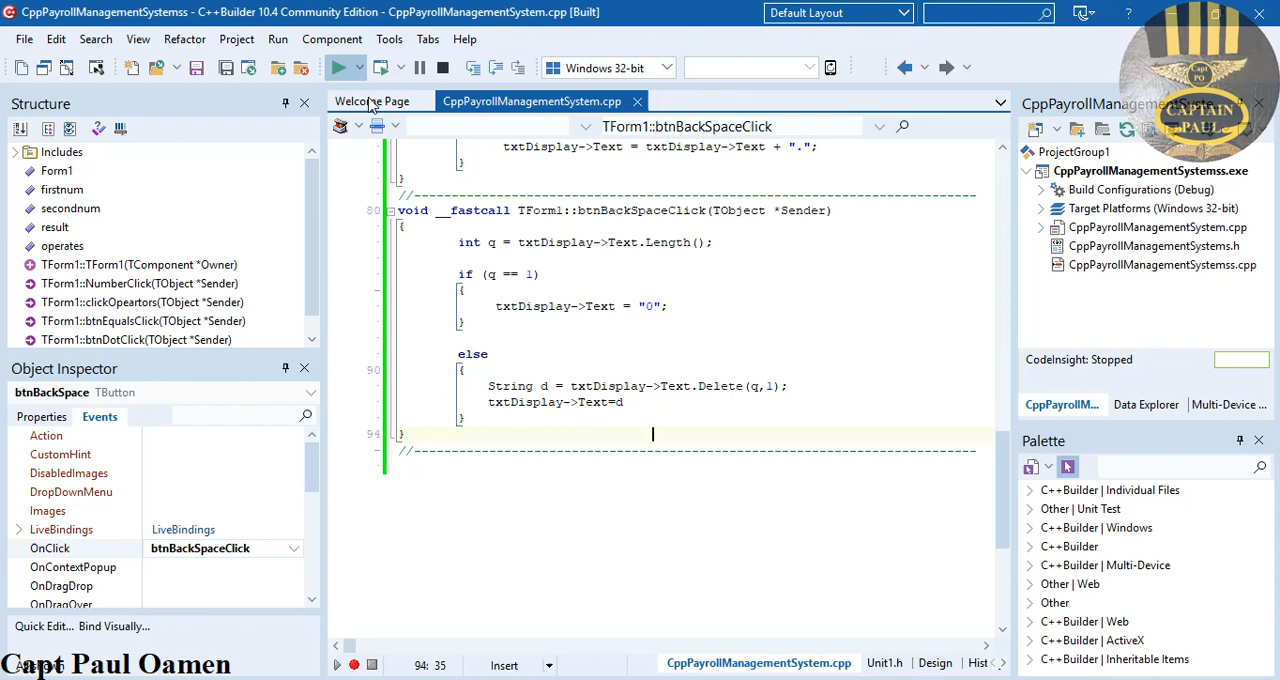 CppPayrollManagementSystemss - C++Builder 10.4 Community Edition - CppPayrollManagementSystem.cpp [Built]
Default Layout
File Edit Search View Refactor Project Run Component Tools Tabs Help
Windows 32-bit
Capt
PO
CAPTAIN
PAUL
Structure
Includes
Form1
firstnum
secondnum
result
operates
TForm1::TForm1(TComponent *Owner)
TForm1::NumberClick(TObject *Sender)
TForm1::clickOpeartors(TObject *Sender)
TForm1::btnEqualsClick(TObject *Sender)
TForm1::btnDotClick(TObject *Sender)
Object Inspector
btnBackSpace TButton
Properties Events
Action
CustomHint
DisabledImages
DropDownMenu
Images
LiveBindings LiveBindings
OnClick btnBackSpaceClick
OnContextPopup
OnDragDrop
OnDragOver
Quick Edit... Bind Visually...
Capt Paul Oamen
Welcome Page CppPayrollManagementSystem.cpp
TForm1::btnBackSpaceClick
txtDisplay->Text = txtDisplay->Text + ".";
}
}
//---------------------------------------------------------------------------
80 void __fastcall TForm1::btnBackSpaceClick(TObject *Sender)
{
int q = txtDisplay->Text.Length();
if (q == 1)
{
txtDisplay->Text = "0";
}
else
90 {
String d = txtDisplay->Text.Delete(q,1);
txtDisplay->Text=d
}
94 }
//---------------------------------------------------------------------------
94: 35 Insert CppPayrollManagementSystem.cpp Unit1.h Design Hist
ProjectGroup1
CppPayrollManagementSystemss.exe
Build Configurations (Debug)
Target Platforms (Windows 32-bit)
CppPayrollManagementSystem.cpp
CppPayrollManagementSystems.h
CppPayrollManagementSystemss.cpp
CodeInsight: Stopped
CppPayrollM... Data Explorer Multi-Device ...
Palette
C++Builder | Individual Files
Other | Unit Test
C++Builder | Windows
C++Builder
C++Builder | Multi-Device
Other | Web
Other
C++Builder | Web
C++Builder | ActiveX
C++Builder | Inheritable Items